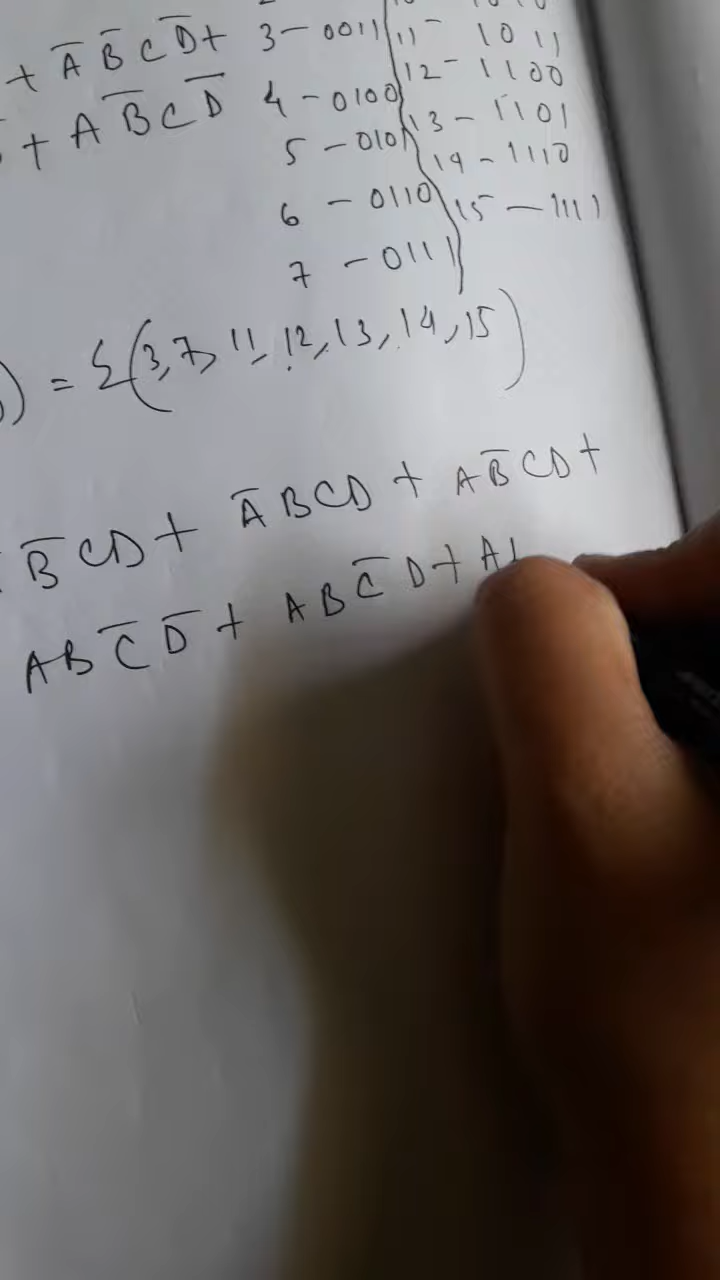 + A̅ B̅ C D̅ + 3 - 0011 11 - 1011
+ A B̅ C D̅ 4 - 0100 12 - 1100
5 - 0101 13 - 1101
6 - 0110 14 - 1110
7 - 0111 15 - 1111
) = Σ(3,7,11,12,13,14,15)
B̅ C D + A̅ B C D + A B̅ C D +
A B C̅ D̅ + A B C̅ D + A